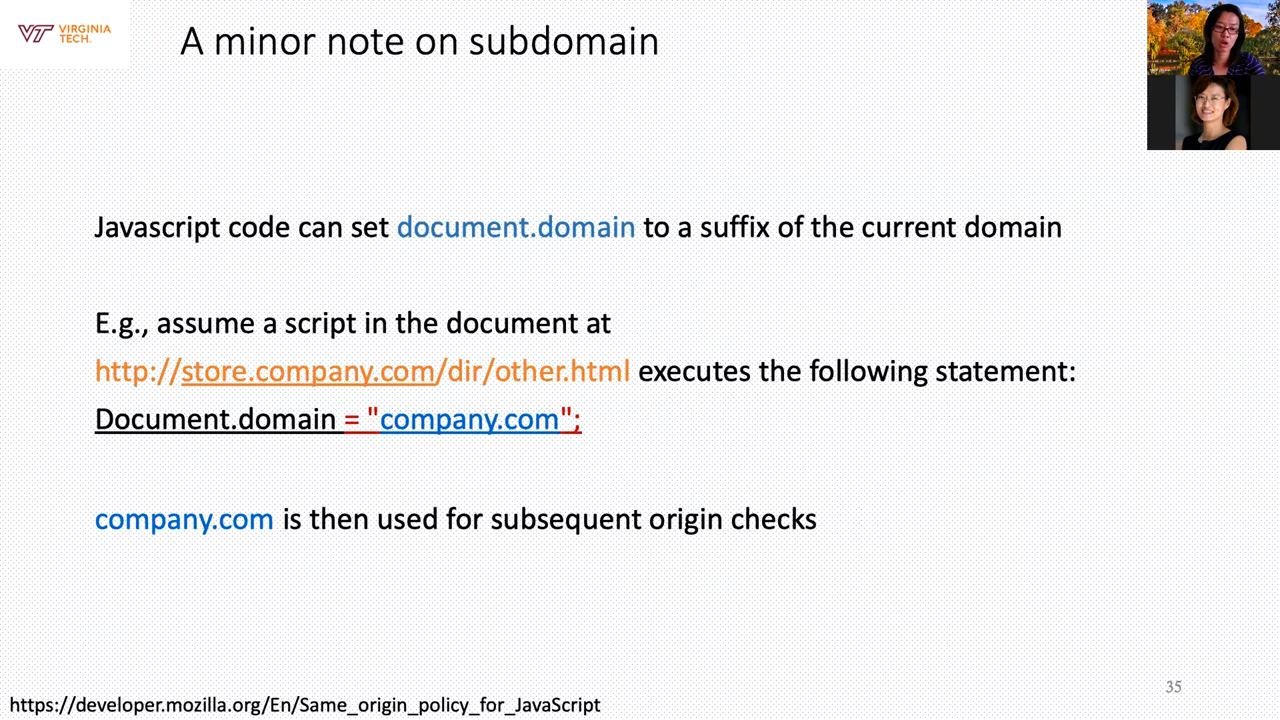 VIRGINIA
TECH.
A minor note on subdomain
Javascript code can set document.domain to a suffix of the current domain
E.g., assume a script in the document at
http://store.company.com/dir/other.html executes the following statement:
Document.domain = "company.com";
company.com is then used for subsequent origin checks
35
https://developer.mozilla.org/En/Same_origin_policy_for_JavaScript